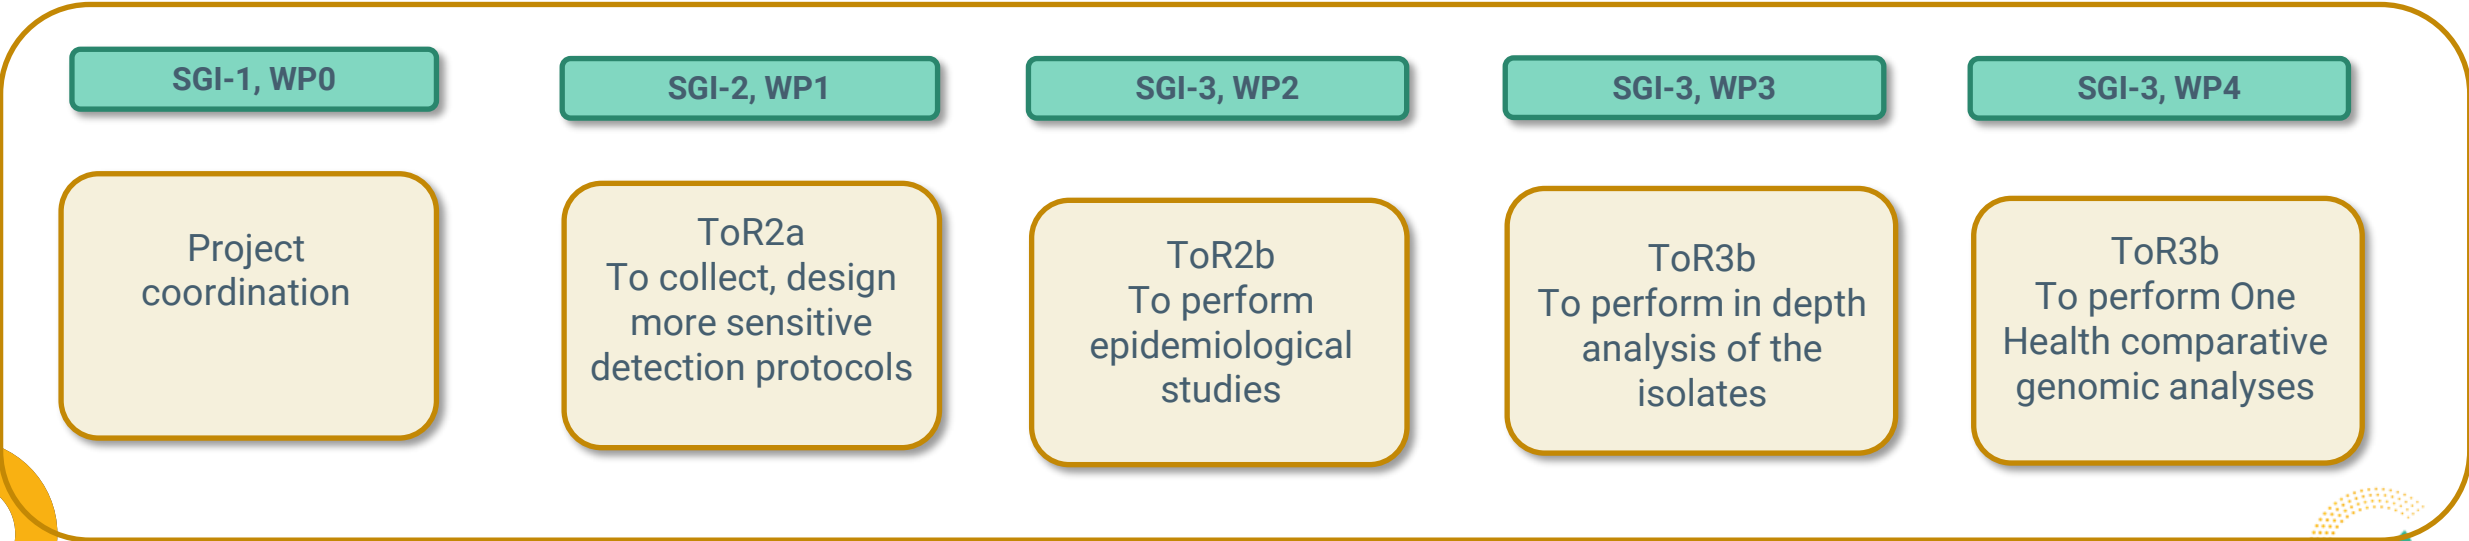 SGI-1, WP0
SGI-2, WP1
SGI-3, WP2
SGI-3, WP3
SGI-3, WP4
Project
coordination
ToR2a
To collect, design
more sensitive
detection protocols
ToR2b
To perform
epidemiological
studies
ToR3b
To perform in depth
analysis of the
isolates
ToR3b
To perform One
Health comparative
genomic analyses